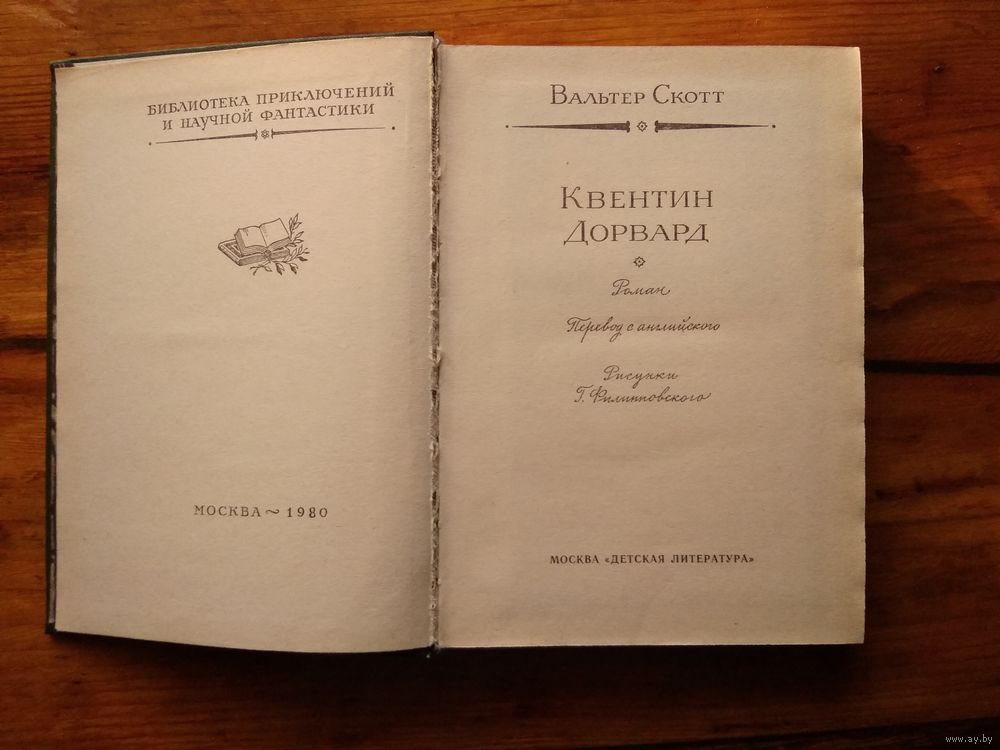 БИБЛИОТЕКА ПРИКЛЮЧЕНИЙ
И НАУЧНОЙ ФАНТАСТИКИ
МОСКВА ~ 1980
ВАЛЬТЕР СКОТТ
КВЕНТИН
ДОРВАРД
Роман
Перевод с английского
Рисунки
Г. Филипповского
МОСКВА «ДЕТСКАЯ ЛИТЕРАТУРА»
www.ay.by